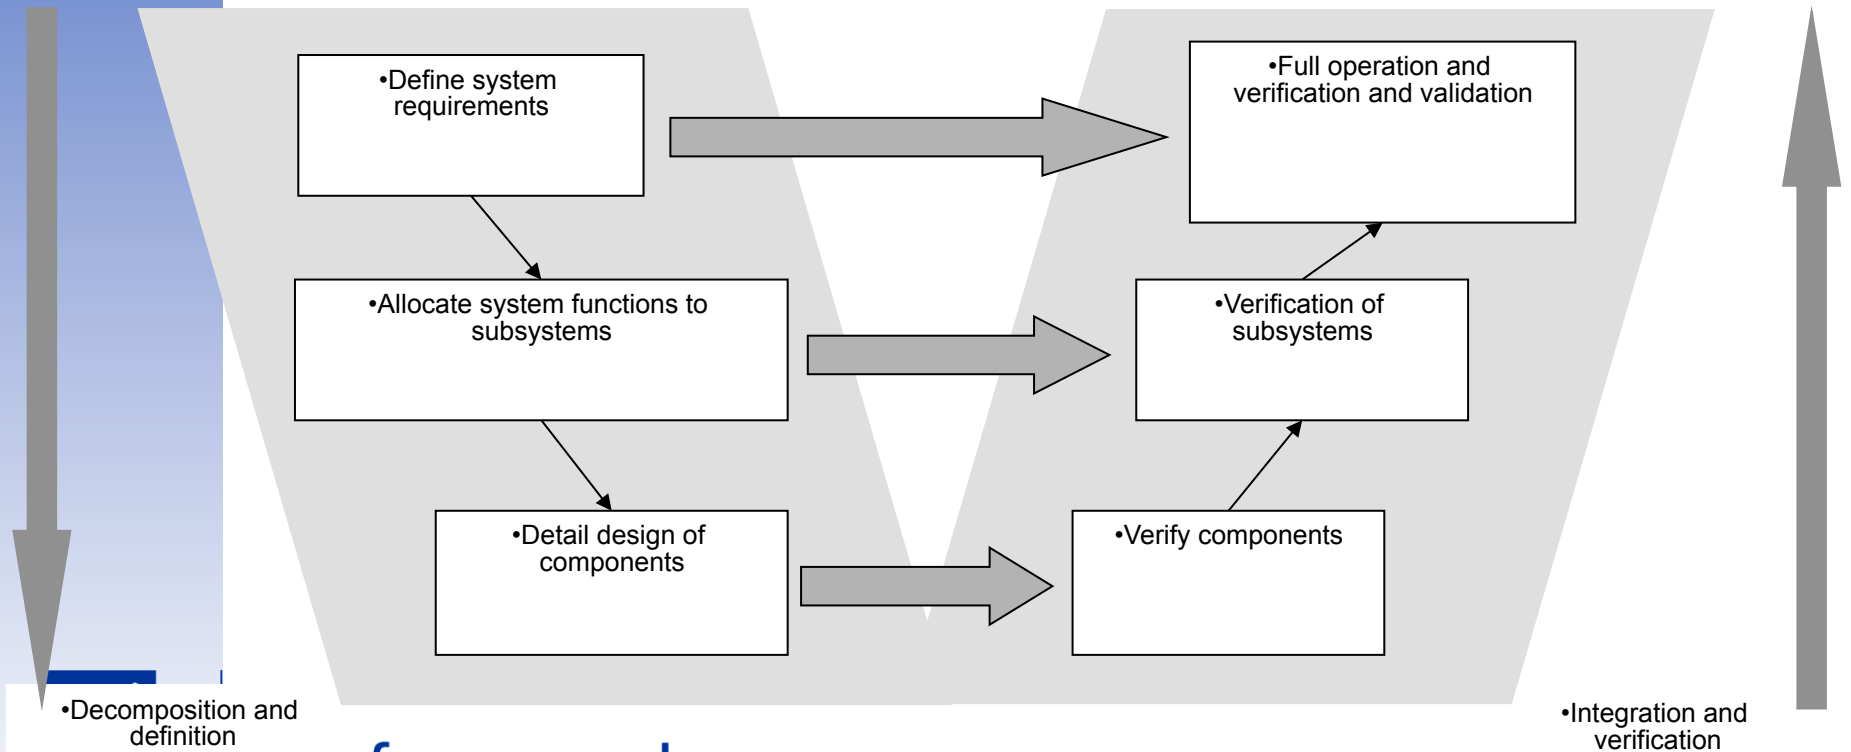 •Define system
requirements
•Full operation and
verification and validation
•Allocate system functions to
subsystems
•Verification of
subsystems
•Detail design of
components
•Verify components
•Decomposition and
definition
•Integration and
verification